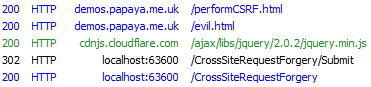 200 HTTP demos.papaya.me.uk /performCSRF.html
200 HTTP demos.papaya.me.uk /evil.html
200 HTTP cdnjs.cloudflare.com /ajax/libs/jquery/2.0.2/jquery.min.js
302 HTTP localhost:63600 /CrossSiteRequestForgery/Submit
200 HTTP localhost:63600 /CrossSiteRequestForgery